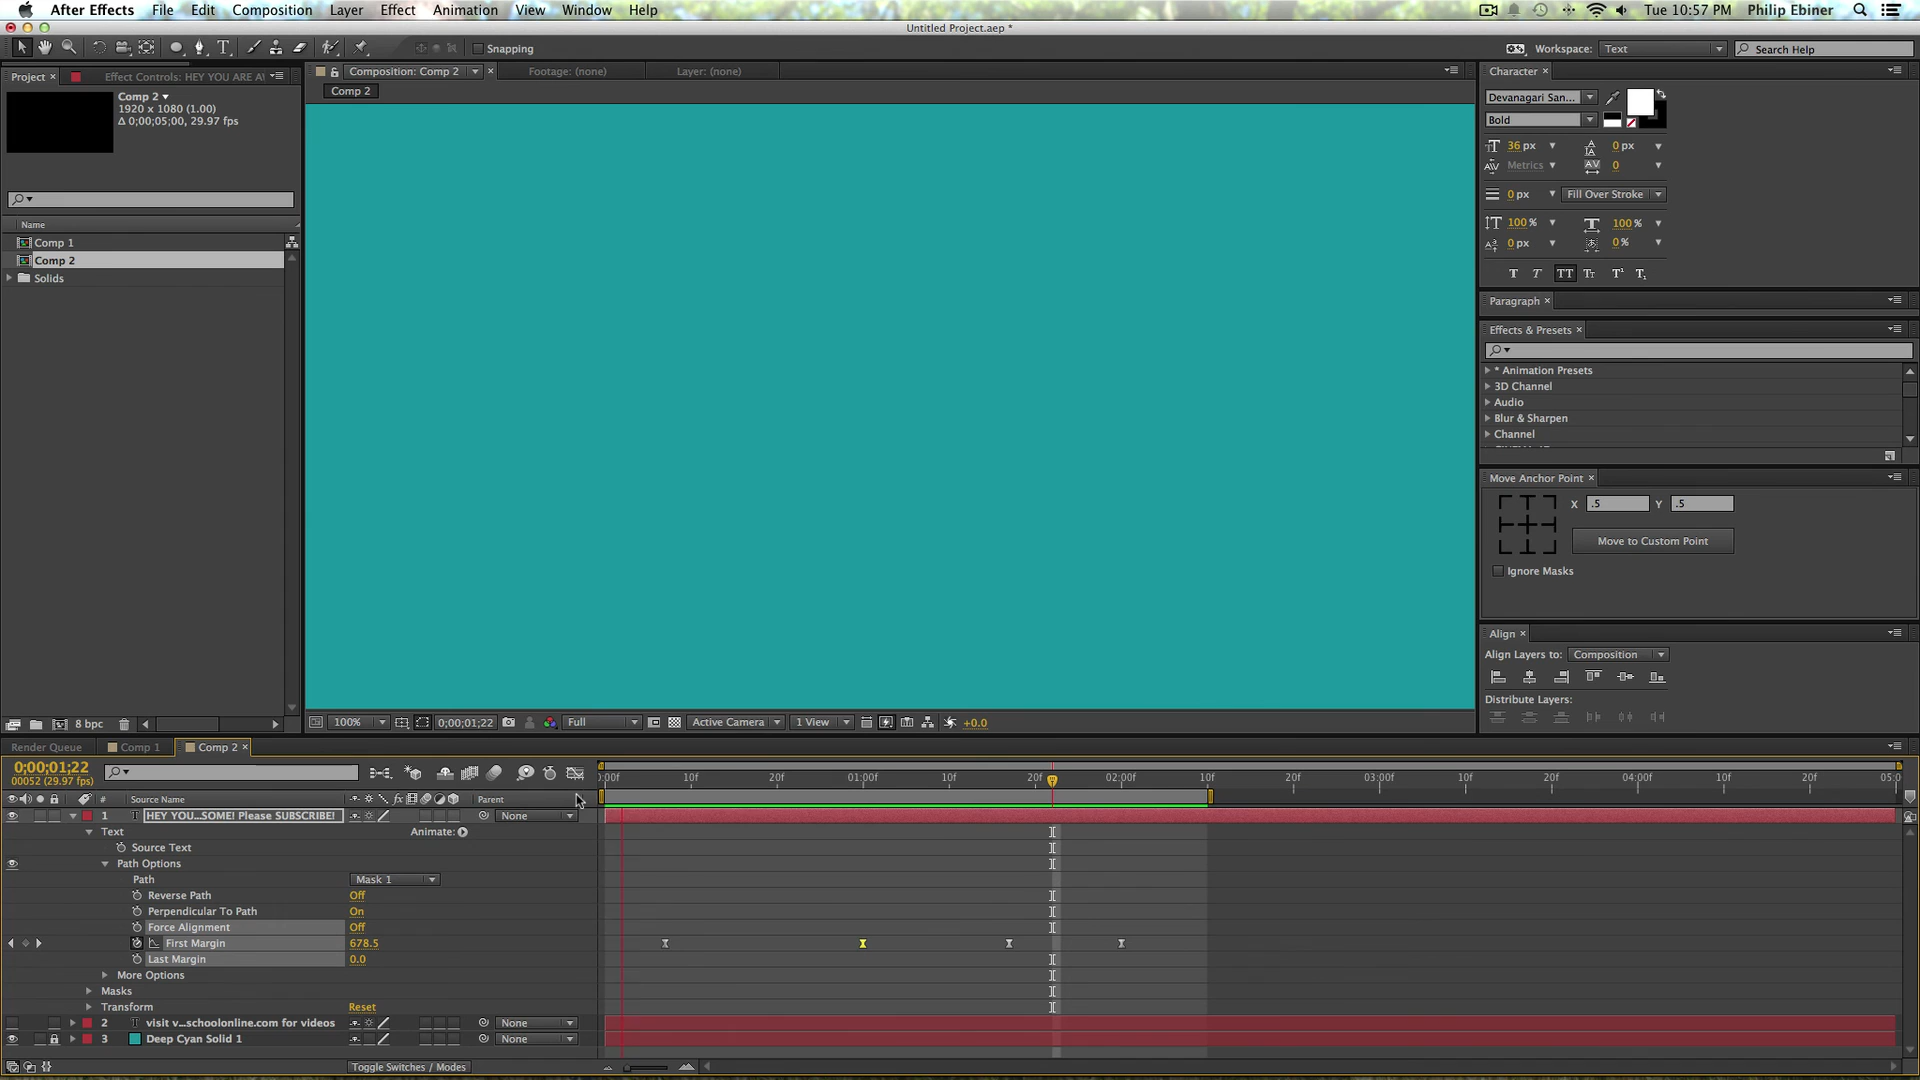 After Effects File Edit Composition Layer Effect Animation View Window Help Tue 10:57 PM Philip Ebiner
Untitled Project.aep *
Snapping Workspace: Text Search Help
Project Effect Controls: HEY YOU ARE A
Composition: Comp 2 Footage: (none) Layer: (none)
Comp 2
Comp 2
1920 x 1080 (1.00)
Δ 0;00;05;00, 29.97 fps
Name
Comp 1
Comp 2
Solids
8 bpc
100% 0;00;01;22 Full Active Camera 1 View +0.0
Character
Devanagari San...
Bold
36 px 0 px
Metrics 0
0 px Fill Over Stroke
100 % 100 %
0 px 0 %
Paragraph
Effects & Presets
* Animation Presets
3D Channel
Audio
Blur & Sharpen
Channel
Move Anchor Point
X .5 Y .5
Move to Custom Point
Ignore Masks
Align
Align Layers to: Composition
Distribute Layers:
Render Queue Comp 1 Comp 2
0;00;01;22
00052 (29.97 fps)
:00f 10f 20f 01:00f 10f 20f 02:00f 10f 20f 03:00f 10f 20f 04:00f 10f 20f 05:0
# Source Name fx Parent
1 T HEY YOU...SOME! Please SUBSCRIBE! None
Text Animate:
Source Text
Path Options
Path Mask 1
Reverse Path Off
Perpendicular To Path On
Force Alignment Off
First Margin 678.5
Last Margin 0.0
More Options
Masks
Transform Reset
2 T visit v...schoolonline.com for videos None
3 Deep Cyan Solid 1 None
Toggle Switches / Modes